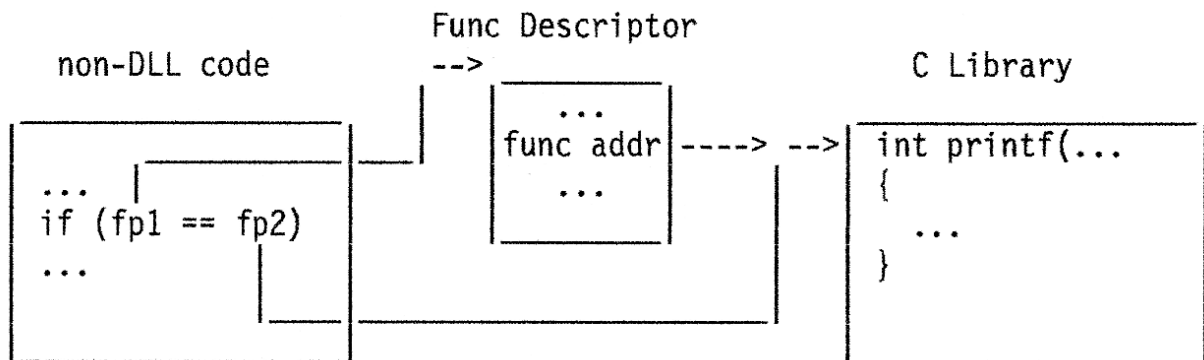 Func Descriptor
non-DLL code
-->
C Library
...
func addr
...
----> -->
int printf(...
{
...
}
...
if (fp1 == fp2)
...